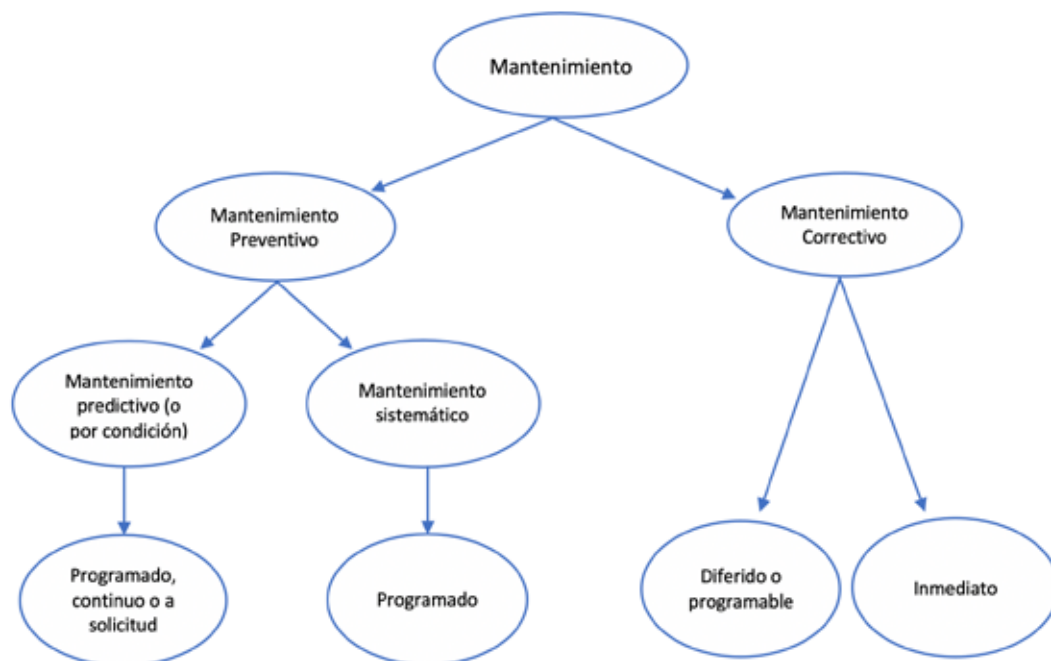 Mantenimiento
Mantenimiento
Preventivo
Mantenimiento
Correctivo
Mantenimiento
predictivo (o
por condición)
Mantenimiento
sistemático
Programado,
continuo o a
solicitud
Programado
Diferido o
programable
Inmediato